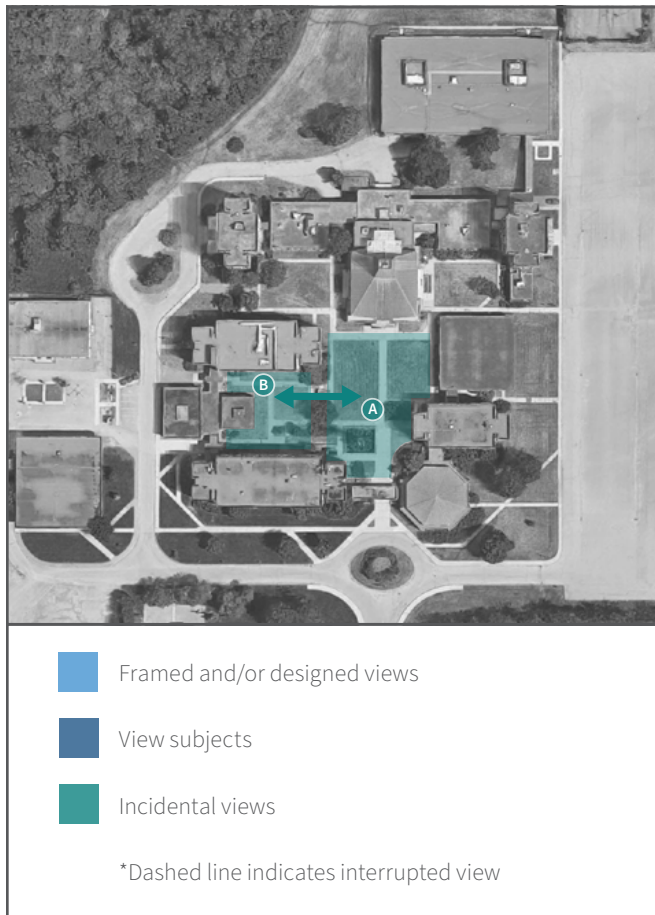 B
A
Framed and/or designed views
View subjects
Incidental views
*Dashed line indicates interrupted view